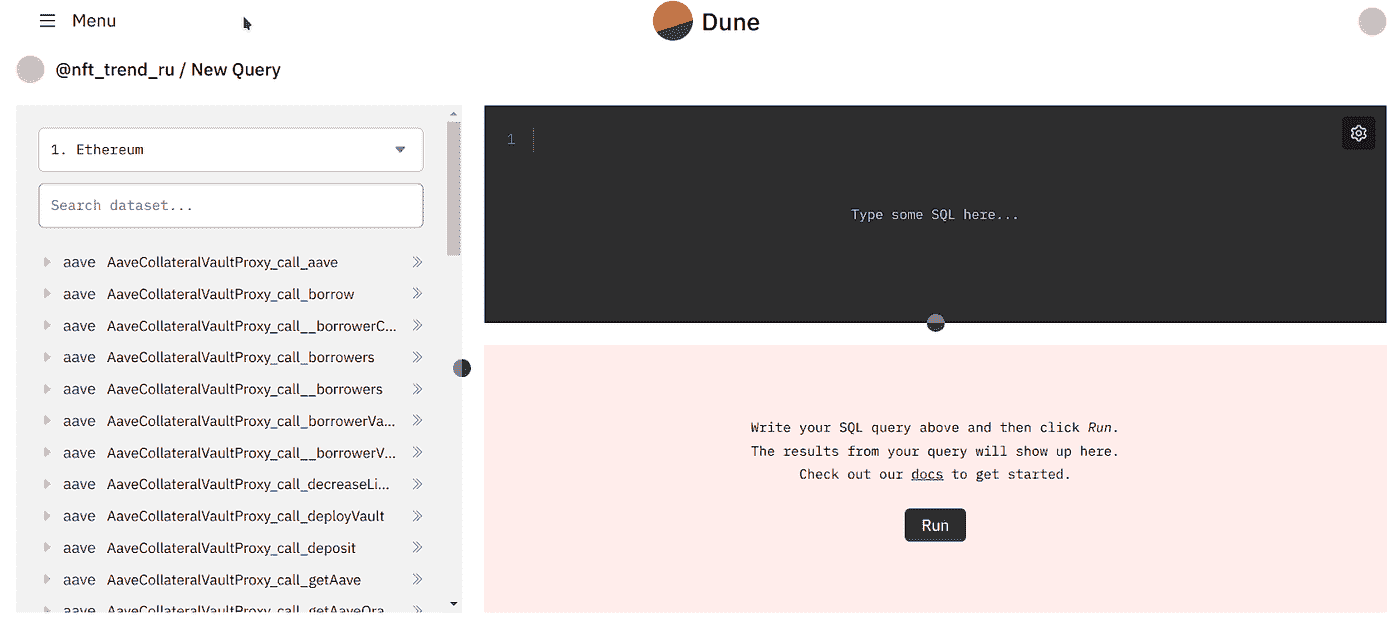 Menu
Dune
@nft_trend_ru / New Query
1. Ethereum
Search dataset...
aave AaveCollateralVaultProxy_call_aave
aave AaveCollateralVaultProxy_call_borrow
aave AaveCollateralVaultProxy_call__borrowerC...
aave AaveCollateralVaultProxy_call_borrowers
aave AaveCollateralVaultProxy_call__borrowers
aave AaveCollateralVaultProxy_call_borrowerVa...
aave AaveCollateralVaultProxy_call__borrowerV...
aave AaveCollateralVaultProxy_call_decreaseLi...
aave AaveCollateralVaultProxy_call_deployVault
aave AaveCollateralVaultProxy_call_deposit
aave AaveCollateralVaultProxy_call_getAave
aave AaveCollateralVaultProxy_call_getAaveOra...
1
Type some SQL here...
Write your SQL query above and then click Run.
The results from your query will show up here.
Check out our docs to get started.
Run